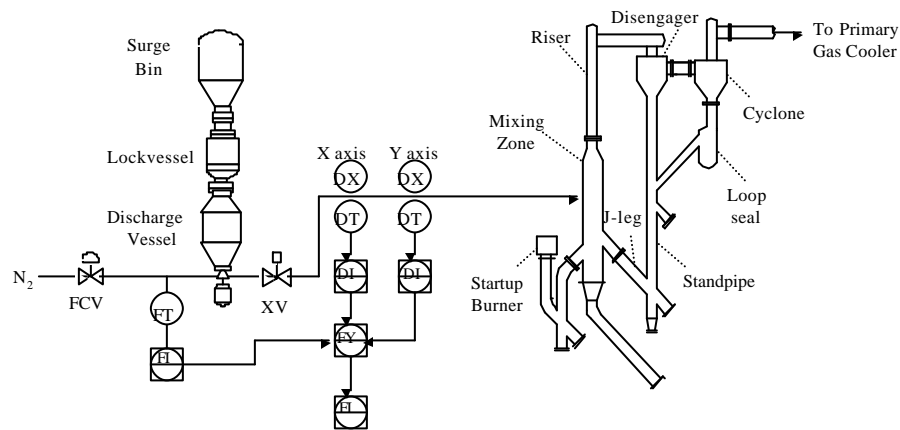 Surge
Bin
Lockvessel
Discharge
Vessel
N2
FCV
FT
FI
XV
X axis
Y axis
DX
DX
DT
DT
DI
DI
FY
FI
Riser
Disengager
To Primary
Gas Cooler
Cyclone
Mixing
Zone
Loop
seal
J-leg
Startup
Burner
Standpipe